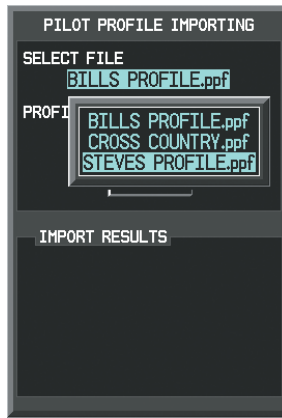 PILOT PROFILE IMPORTING
SELECT FILE
BILLS PROFILE.ppf
PROFI
BILLS PROFILE.ppf
CROSS COUNTRY.ppf
STEVES PROFILE.ppf
IMPORT RESULTS